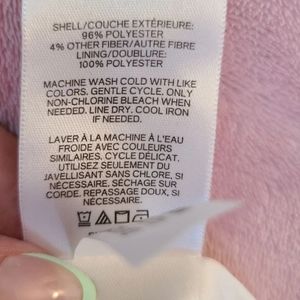 SHELL/COUCHE EXTÉRIEURE:
96% POLYESTER
4% OTHER FIBER/AUTRE FIBRE
LINING/DOUBLURE:
100% POLYESTER
MACHINE WASH COLD WITH LIKE
COLORS. GENTLE CYCLE. ONLY
NON-CHLORINE BLEACH WHEN
NEEDED. LINE DRY. COOL IRON
IF NEEDED.
LAVER À LA MACHINE À L'EAU
FROIDE AVEC COULEURS
SIMILAIRES. CYCLE DÉLICAT.
UTILIZEZ SEULEMENT DU
JAVELLISANT SANS CHLORE, SI
NÉCESSAIRE. SÉCHAGE SUR
CORDE. REPASSAGE DOUX, SI
NÉCESSAIRE.